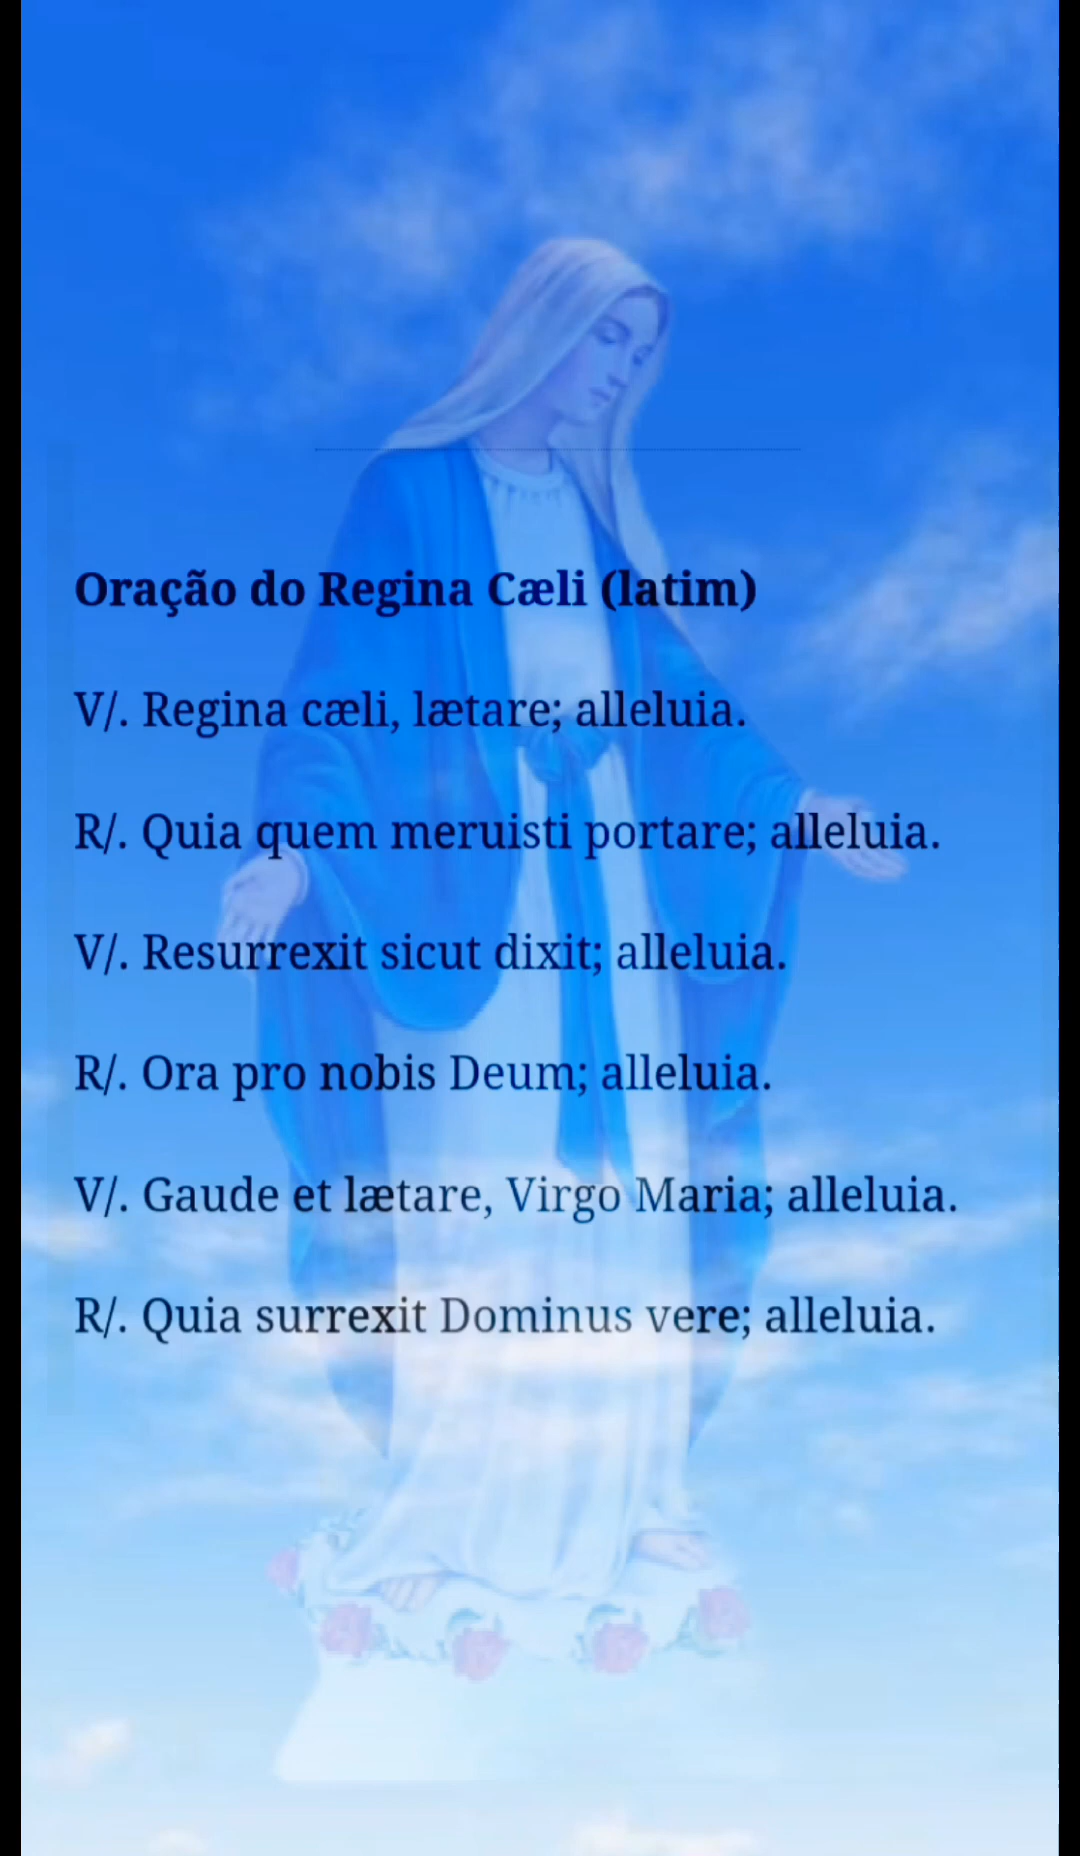 Oração do Regina Cæli (latim)
V/. Regina cæli, lætare; alleluia.
R/. Quia quem meruisti portare; alleluia.
V/. Resurrexit sicut dixit; alleluia.
R/. Ora pro nobis Deum; alleluia.
V/. Gaude et lætare, Virgo Maria; alleluia.
R/. Quia surrexit Dominus vere; alleluia.